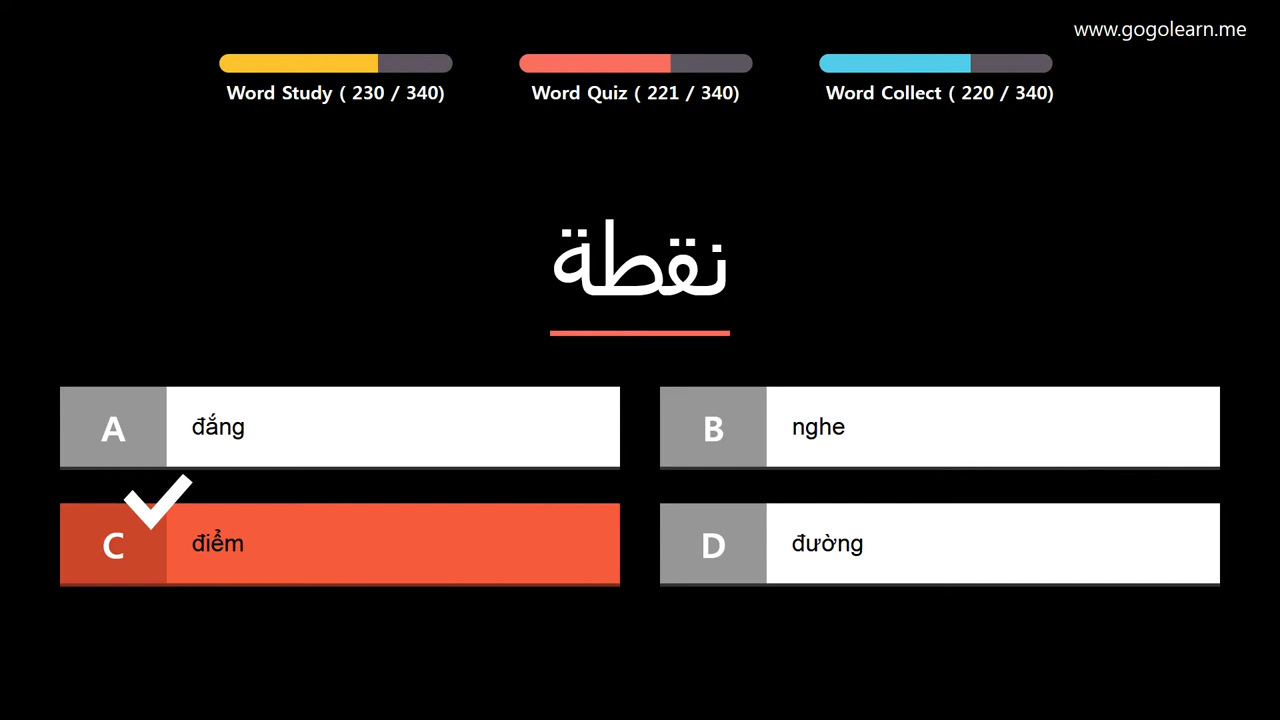 www.gogolearn.me
Word Study ( 230 / 340)
Word Quiz ( 221 / 340)
Word Collect ( 220 / 340)
نقطة
A đắng
B nghe
C điểm
D đường